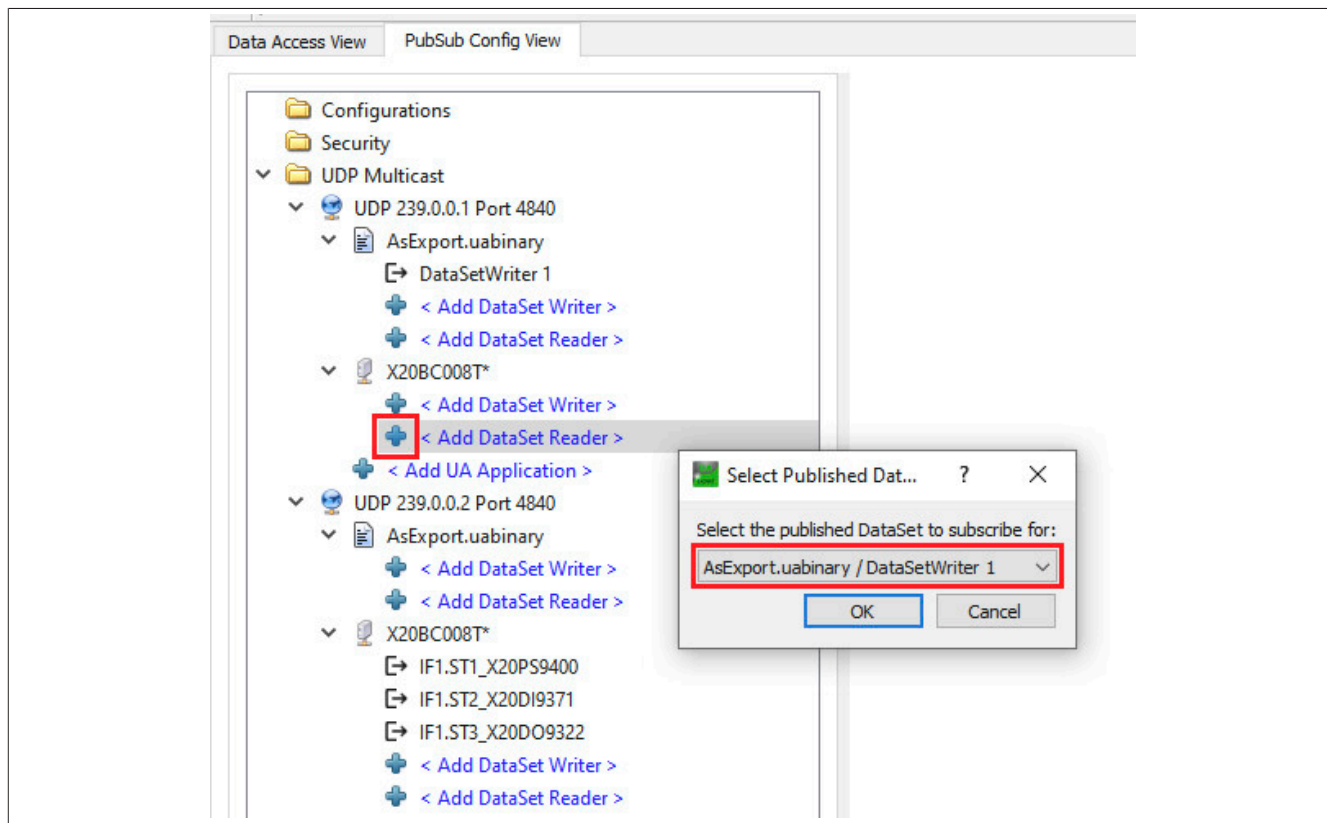 Data Access View
PubSub Config View
Configurations
Security
UDP Multicast
UDP 239.0.0.1 Port 4840
AsExport.uabinary
DataSetWriter 1
< Add DataSet Writer >
< Add DataSet Reader >
X20BC008T*
< Add DataSet Writer >
< Add DataSet Reader >
< Add UA Application >
UDP 239.0.0.2 Port 4840
AsExport.uabinary
< Add DataSet Writer >
< Add DataSet Reader >
X20BC008T*
IF1.ST1_X20PS9400
IF1.ST2_X20DI9371
IF1.ST3_X20DO9322
< Add DataSet Writer >
< Add DataSet Reader >
Select Published Dat... ?
Select the published DataSet to subscribe for:
AsExport.uabinary / DataSetWriter 1
OK Cancel